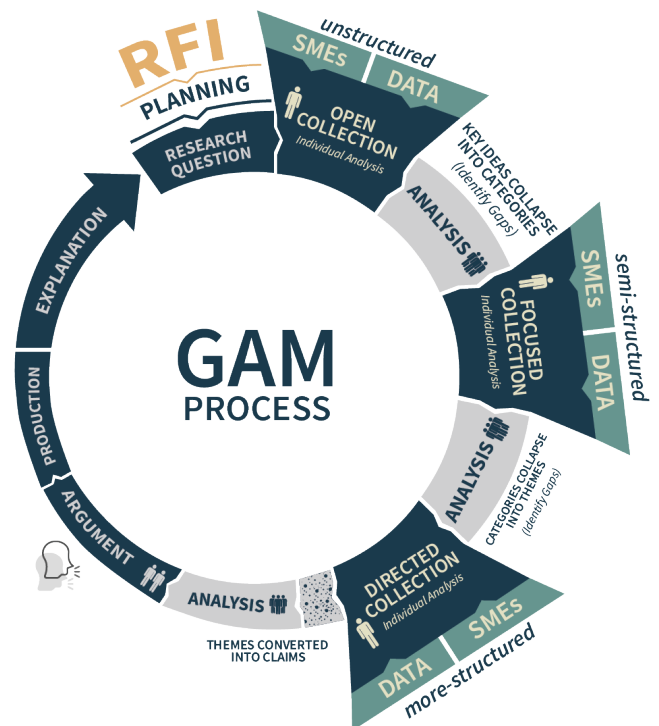 RFI
PLANNING
RESEARCH
QUESTION
unstructured
SMEs
DATA
OPEN
COLLECTION
Individual Analysis
KEY IDEAS COLLAPSE
INTO CATEGORIES
(Identify Gaps)
ANALYSIS
semi-structured
SMEs
DATA
FOCUSED
COLLECTION
Individual Analysis
ANALYSIS
CATEGORIES COLLAPSE
INTO THEMES
(Identify Gaps)
DIRECTED
COLLECTION
Individual Analysis
SMEs
DATA
more-structured
ANALYSIS
THEMES CONVERTED
INTO CLAIMS
ARGUMENT
PRODUCTION
EXPLANATION
GAM
PROCESS